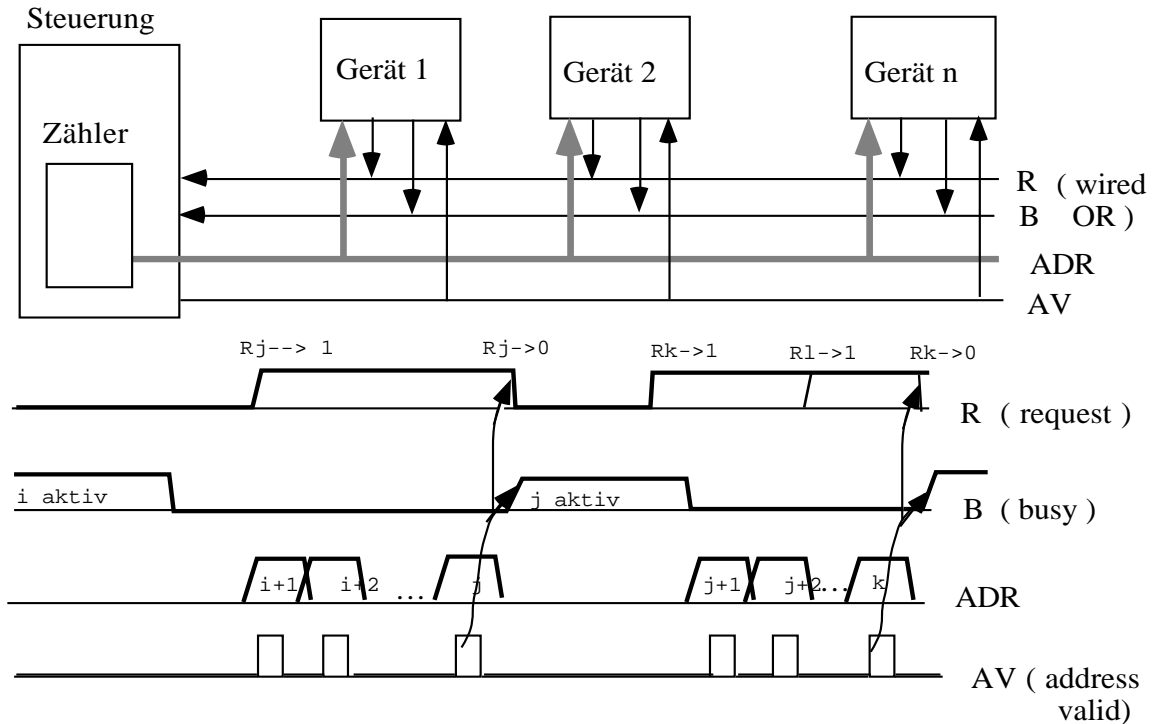 Steuerung
Gerät 1
Gerät 2
Gerät n
Zähler
R ( wired
B OR )
ADR
AV
Rj--> 1
Rj->0
Rk->1
Rl->1
Rk->0
R ( request )
i aktiv
j aktiv
B ( busy )
i+1
i+2
...
j
j+1
j+2...
k
ADR
AV ( address
valid)